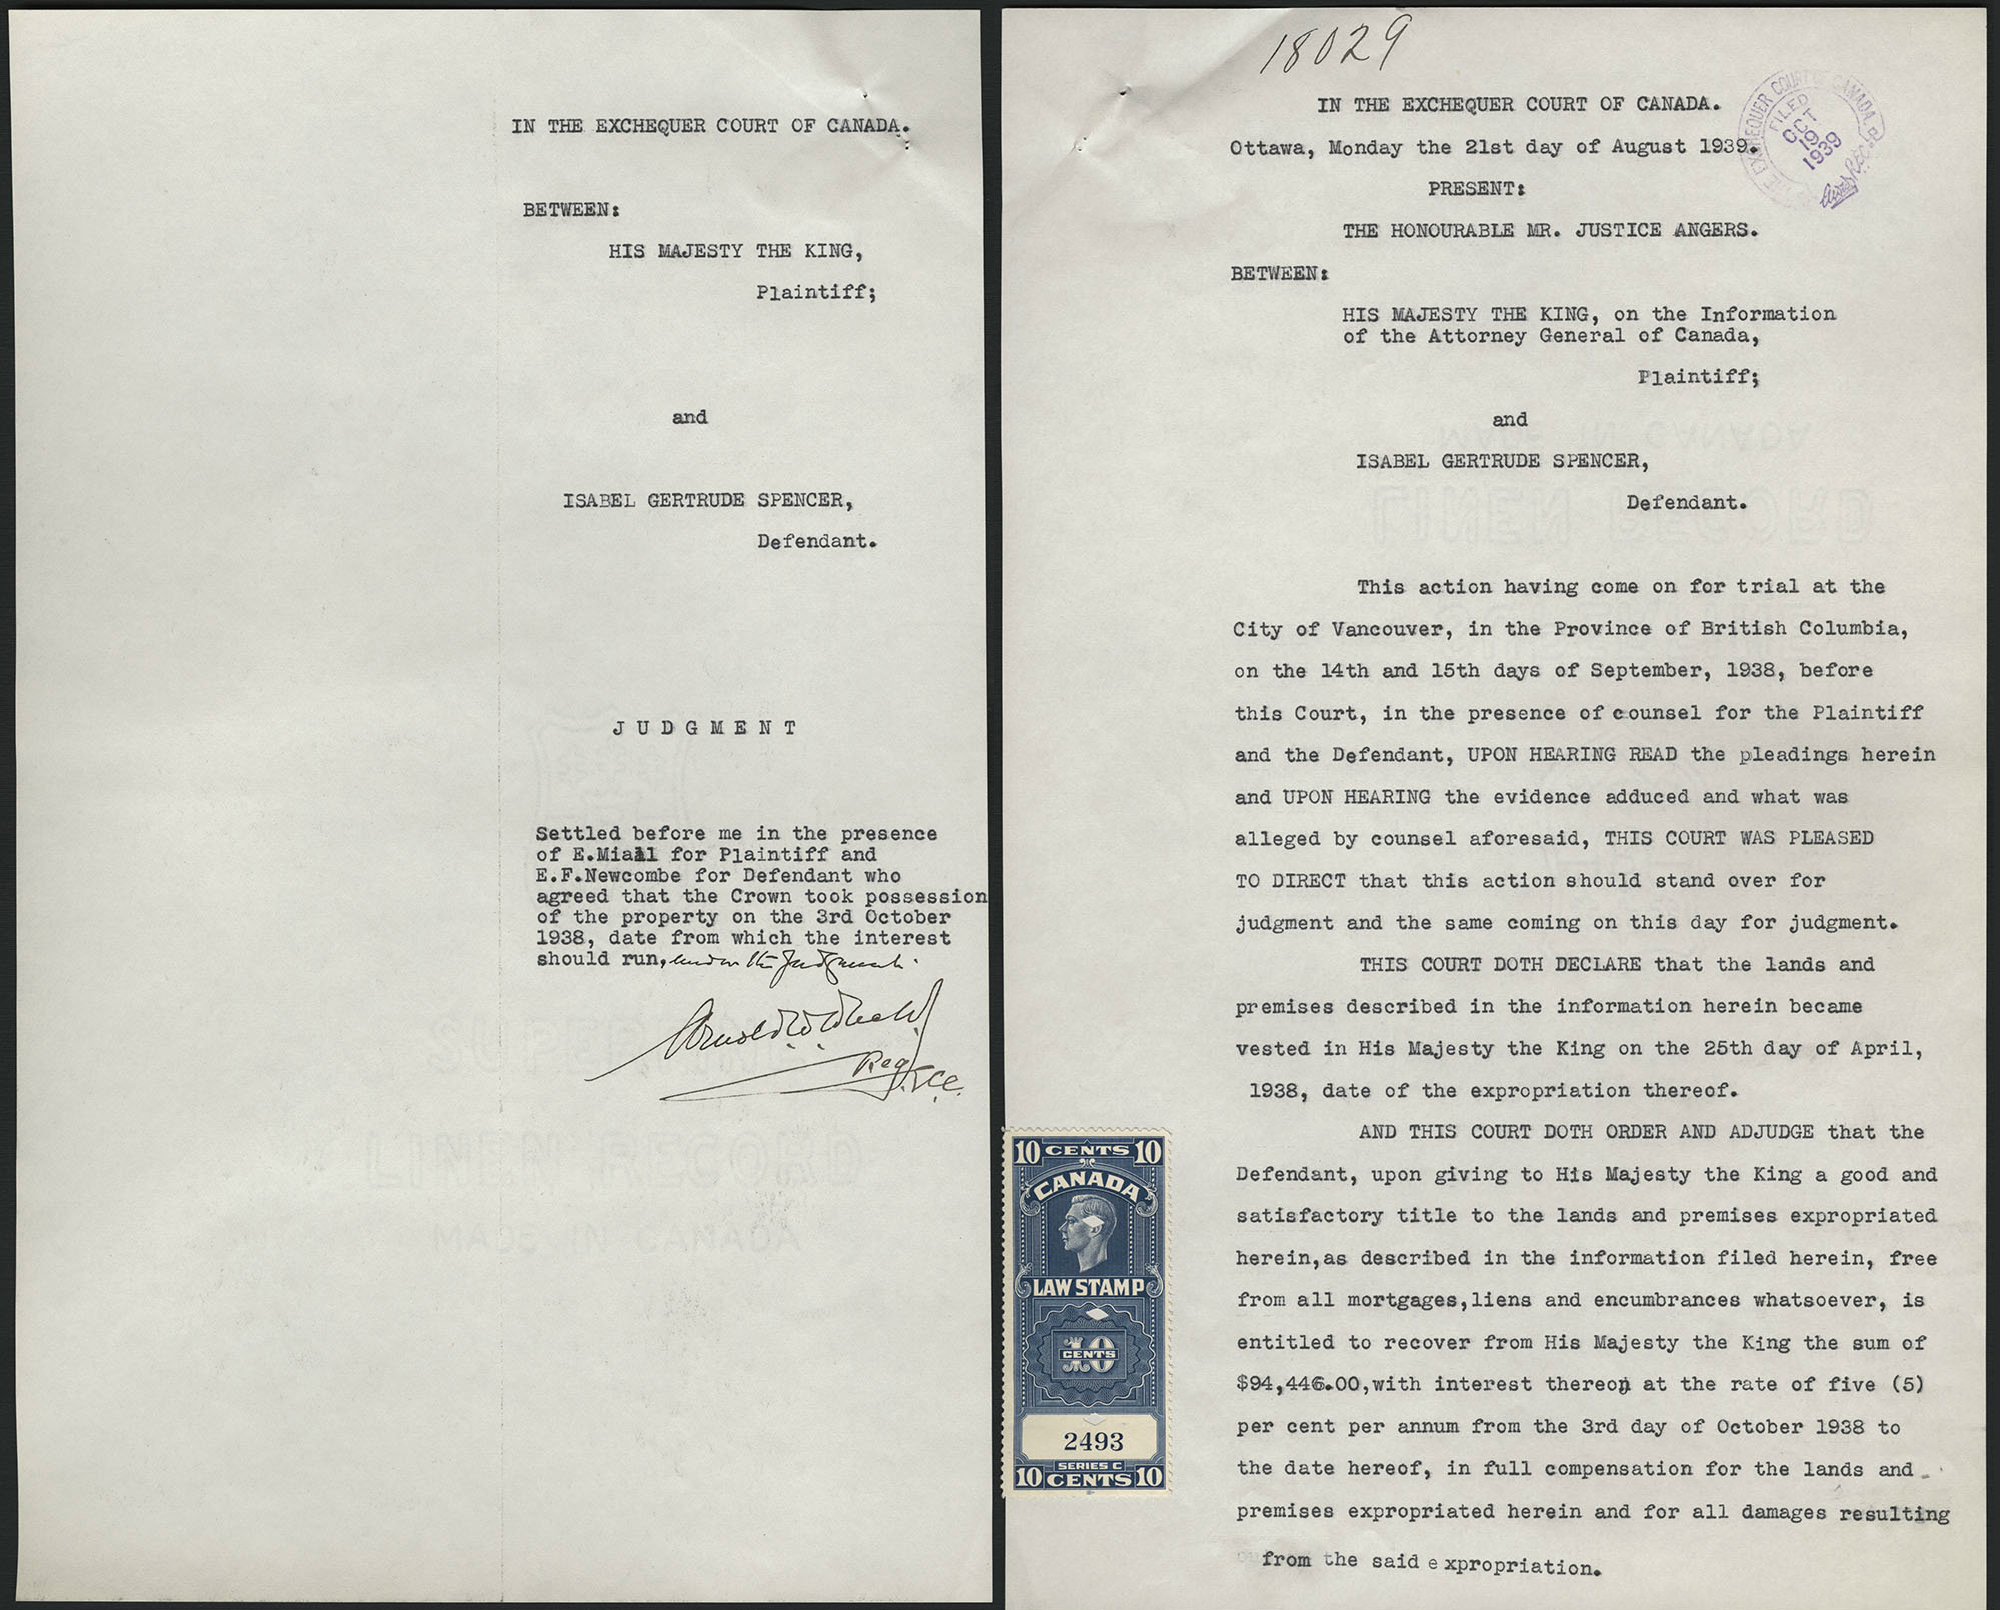 IN THE EXCHEQUER COURT OF CANADA.
BETWEEN:
HIS MAJESTY THE KING,
Plaintiff;
and
ISABEL GERTRUDE SPENCER,
Defendant.
JUDGMENT
Settled before me in the presence
of E.Miall for Plaintiff and
E.F.Newcombe for Defendant who
agreed that the Crown took possession
of the property on the 3rd October
1938, date from which the interest
should run, under the Judgment.
Arnold W. Duclos
Reg. E.C.C.
18029
IN THE EXCHEQUER COURT OF CANADA.
Ottawa, Monday the 21st day of August 1939.
EXCHEQUER COURT OF CANADA
FILED
OCT
19
1939
PRESENT:
THE HONOURABLE MR. JUSTICE ANGERS.
BETWEEN:
HIS MAJESTY THE KING, on the Information
of the Attorney General of Canada,
Plaintiff;
and
ISABEL GERTRUDE SPENCER,
Defendant.
This action having come on for trial at the
City of Vancouver, in the Province of British Columbia,
on the 14th and 15th days of September, 1938, before
this Court, in the presence of counsel for the Plaintiff
and the Defendant, UPON HEARING READ the pleadings herein
and UPON HEARING the evidence adduced and what was
alleged by counsel aforesaid, THIS COURT WAS PLEASED
TO DIRECT that this action should stand over for
judgment and the same coming on this day for judgment.
THIS COURT DOTH DECLARE that the lands and
premises described in the information herein became
vested in His Majesty the King on the 25th day of April,
1938, date of the expropriation thereof.
AND THIS COURT DOTH ORDER AND ADJUDGE that the
Defendant, upon giving to His Majesty the King a good and
satisfactory title to the lands and premises expropriated
herein,as described in the information filed herein, free
from all mortgages,liens and encumbrances whatsoever, is
entitled to recover from His Majesty the King the sum of
$94,446.00,with interest thereon at the rate of five (5)
per cent per annum from the 3rd day of October 1938 to
the date hereof, in full compensation for the lands and
premises expropriated herein and for all damages resulting
from the said expropriation.
10 CENTS 10
CANADA
LAW STAMP
10
CENTS
2493
SERIES C
10 CENTS 10